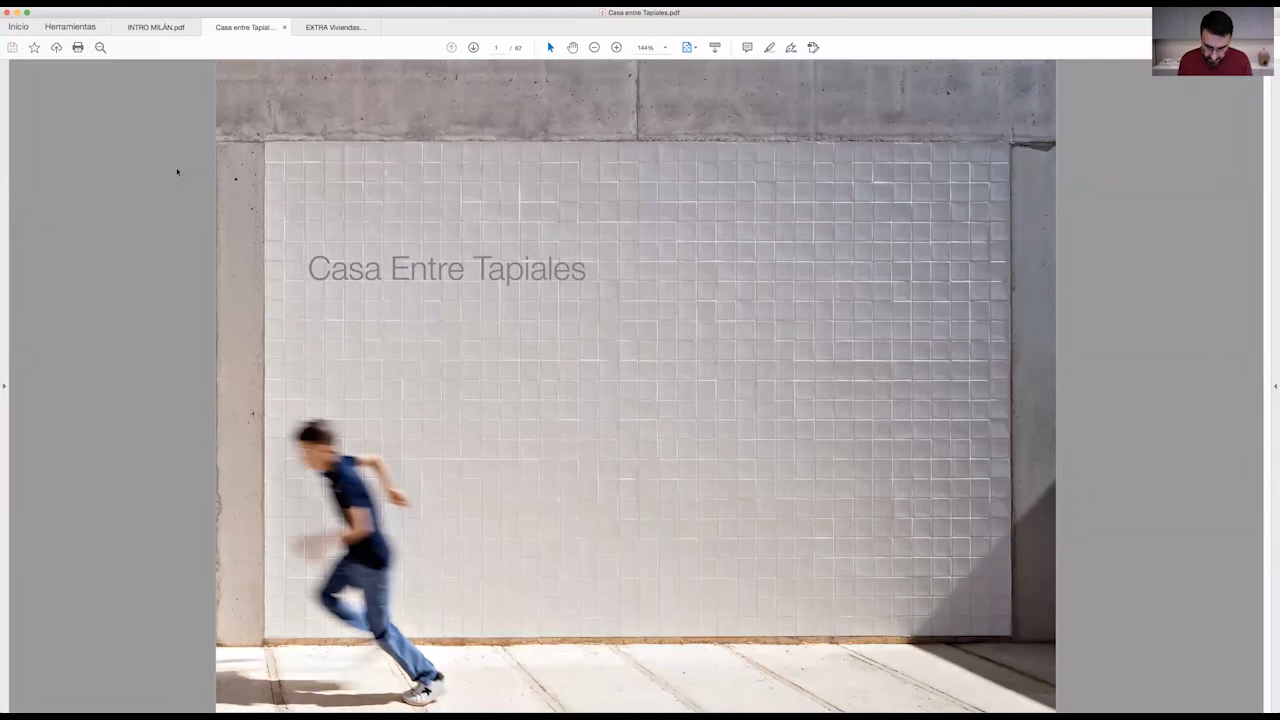 Casa entre Tapiales.pdf
Inicio
Herramientas
INTRO MILÁN.pdf
Casa entre Tapial...
×
EXTRA Viviendas...
1
/ 67
144%
Casa Entre Tapiales